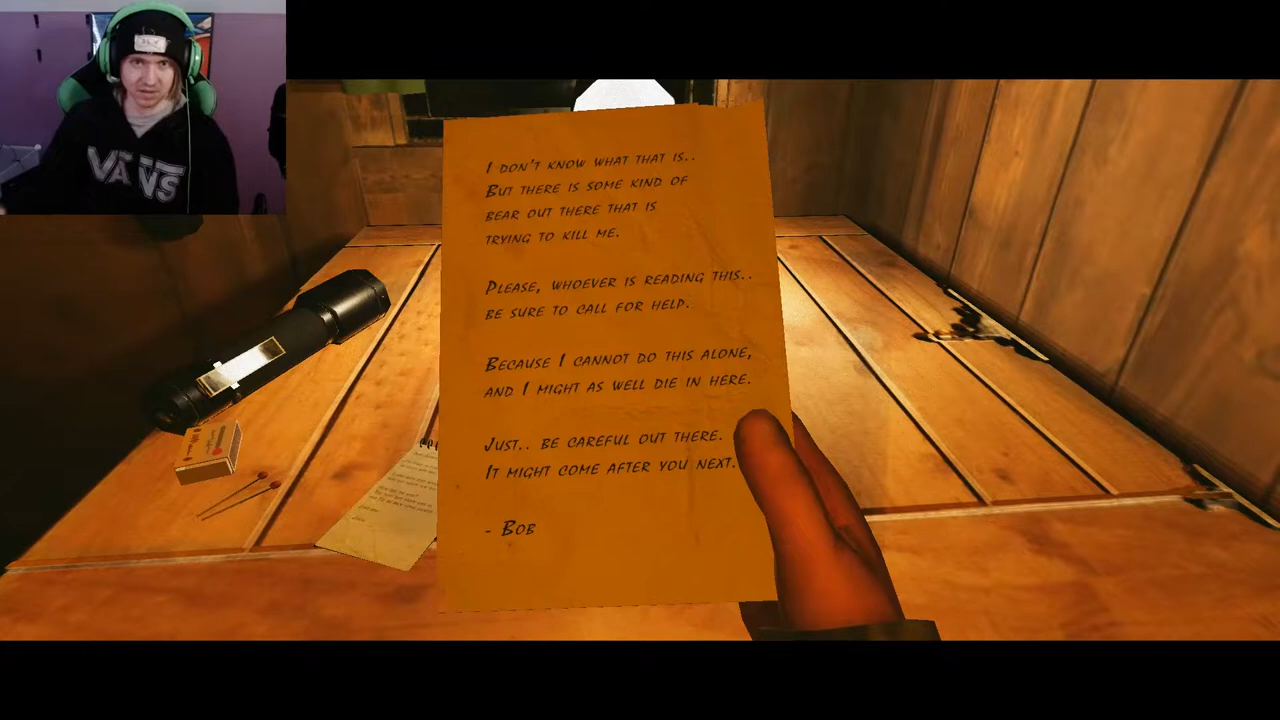 VANS
I DON'T KNOW WHAT THAT IS..
BUT THERE IS SOME KIND OF
BEAR OUT THERE THAT IS
TRYING TO KILL ME.
PLEASE, WHOEVER IS READING THIS..
BE SURE TO CALL FOR HELP.
BECAUSE I CANNOT DO THIS ALONE,
AND I MIGHT AS WELL DIE IN HERE.
JUST.. BE CAREFUL OUT THERE.
IT MIGHT COME AFTER YOU NEXT.
- BOB